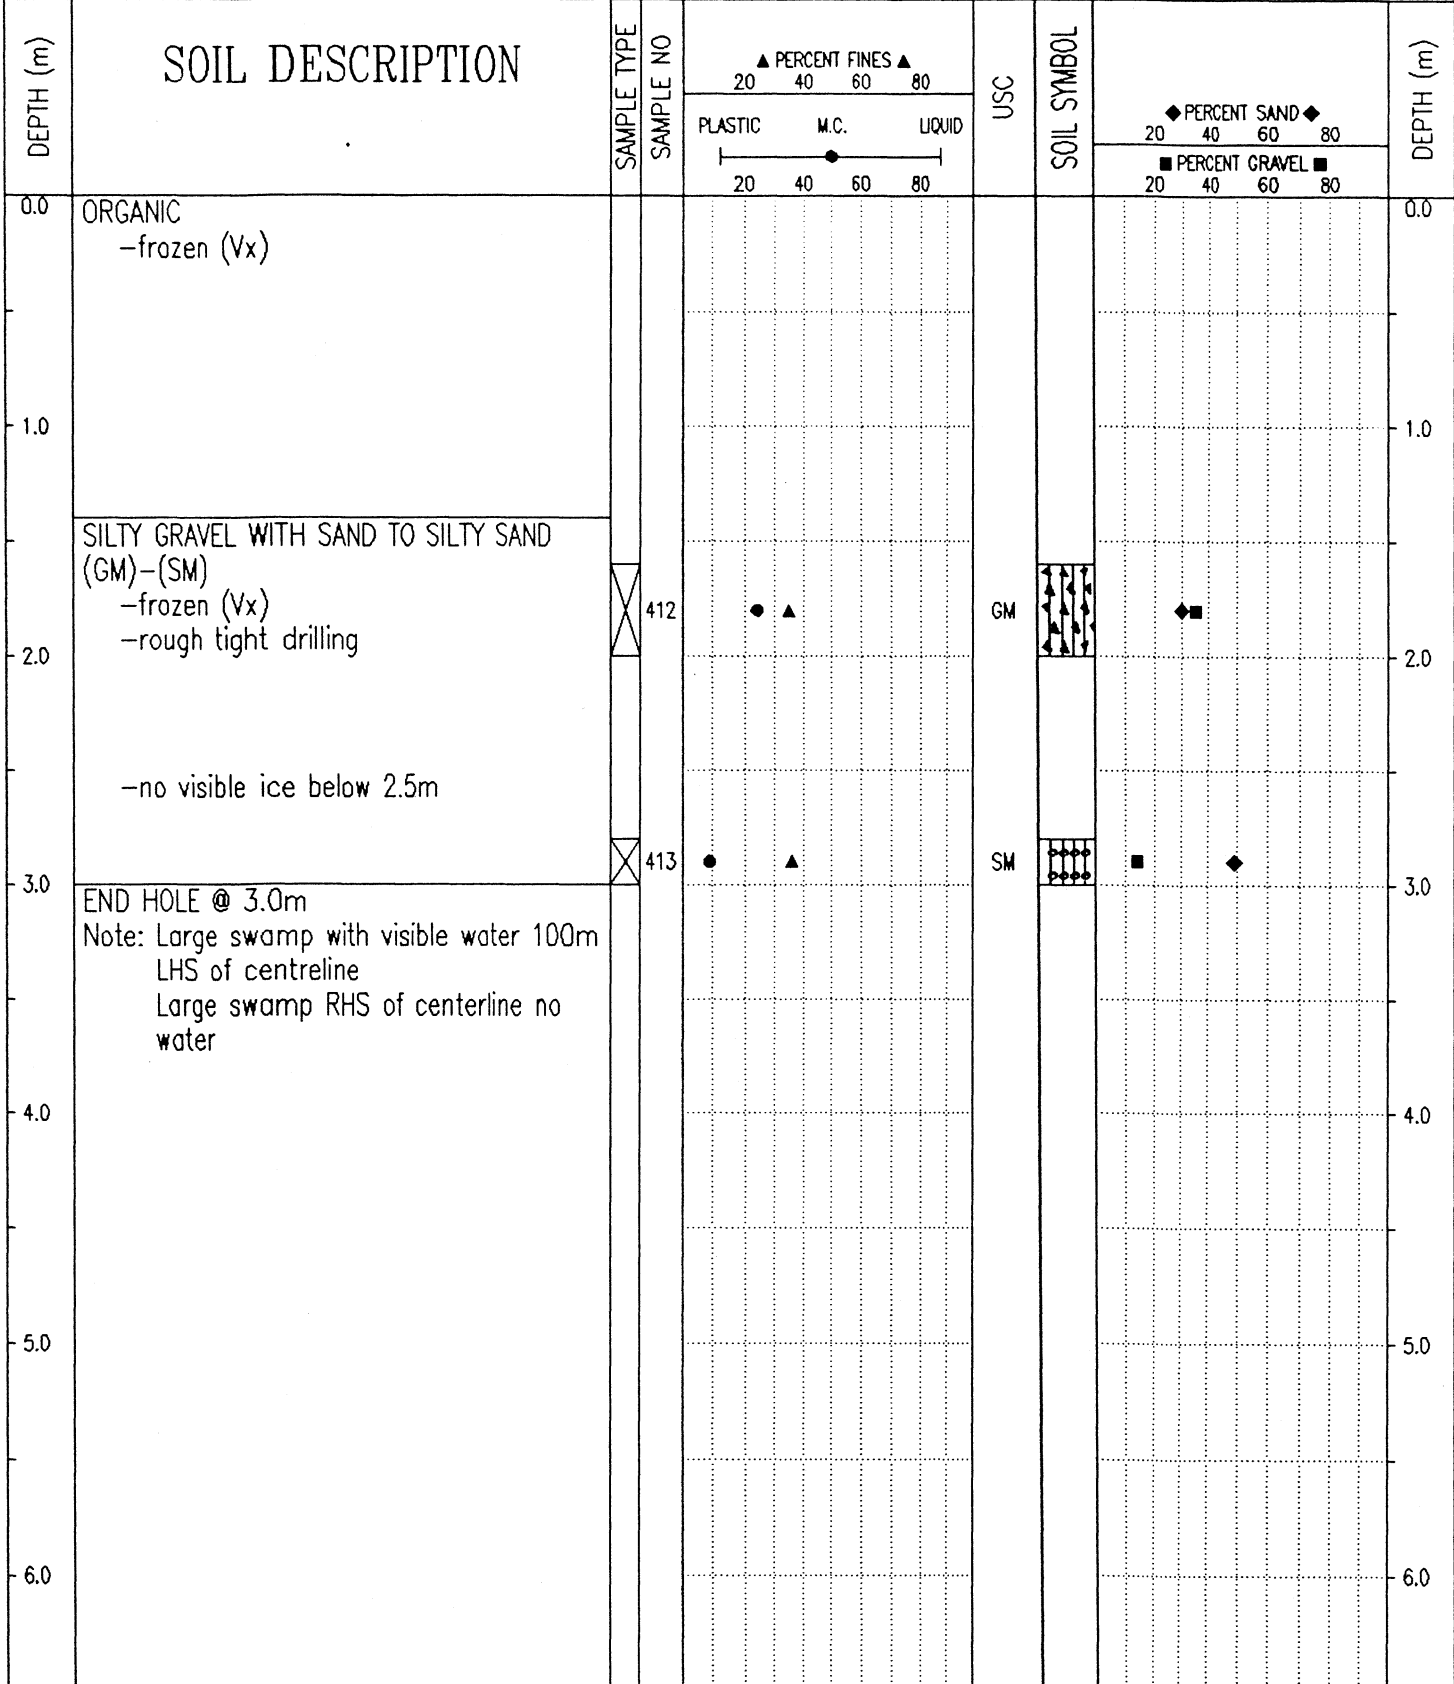 DEPTH (m)
SOIL DESCRIPTION
SAMPLE TYPE
SAMPLE NO
▲ PERCENT FINES ▲
20 40 60 80
PLASTIC M.C. LIQUID
20 40 60 80
USC
SOIL SYMBOL
◆ PERCENT SAND ◆
20 40 60 80
■ PERCENT GRAVEL ■
20 40 60 80
DEPTH (m)
0.0 ORGANIC 0.0
-frozen (Vx)
1.0 1.0
SILTY GRAVEL WITH SAND TO SILTY SAND
(GM)-(SM)
-frozen (Vx) 412 GM
-rough tight drilling
2.0 2.0
-no visible ice below 2.5m
413 SM
3.0 3.0
END HOLE @ 3.0m
Note: Large swamp with visible water 100m
LHS of centreline
Large swamp RHS of centerline no
water
4.0 4.0
5.0 5.0
6.0 6.0